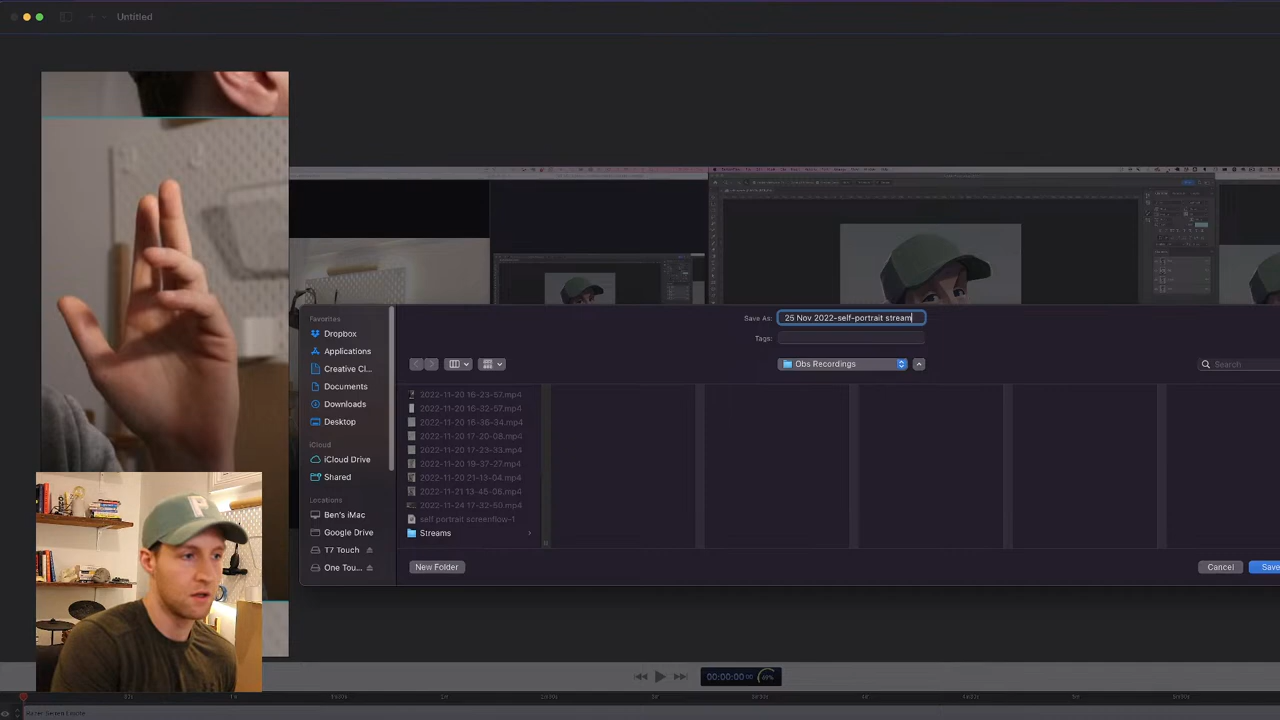 Untitled
Save As: 25 Nov 2022-self-portrait stream
Tags:
Obs Recordings
Search
Favorites
Dropbox
Applications
Creative Cl...
Documents
Downloads
Desktop
iCloud
iCloud Drive
Shared
Locations
Ben's iMac
Google Drive
T7 Touch
One Tou...
2022-11-20 16-23-57.mp4
2022-11-20 16-32-57.mp4
2022-11-20 16-36-34.mp4
2022-11-20 17-20-08.mp4
2022-11-20 17-23-33.mp4
2022-11-20 19-37-27.mp4
2022-11-20 21-13-04.mp4
2022-11-21 13-45-06.mp4
2022-11-24 17-32-50.mp4
self portrait screenflow-1
Streams
New Folder
Cancel
Save
00:00:00:00
69%